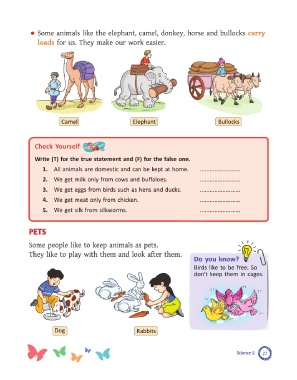 • Some animals like the elephant, camel, donkey, horse and bullocks carry
loads for us. They make our work easier.
Camel
Elephant
Bullocks
Check Yourself
Write (T) for the true statement and (F) for the false one.
1. All animals are domestic and can be kept at home. ........................
2. We get milk only from cows and buffaloes. ........................
3. We get eggs from birds such as hens and ducks. ........................
4. We get meat only from chicken. ........................
5. We get silk from silkworms. ........................
PETS
Some people like to keep animals as pets.
They like to play with them and look after them.
Dog
Rabbits
Do you know?
Birds like to be free. So
don't keep them in cages.
Science-2
23